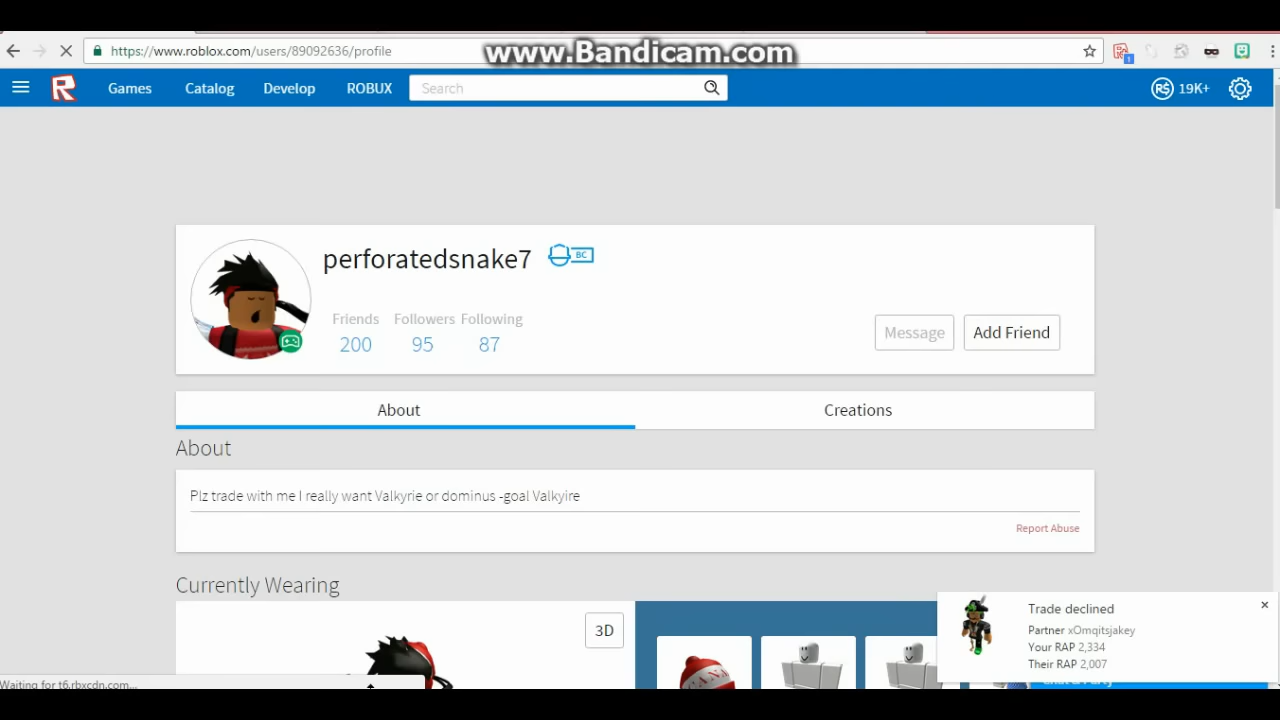 https://www.roblox.com/users/89092636/profile
www.Bandicam.com
1
R
Games
Catalog
Develop
ROBUX
Search
R$ 19K+
perforatedsnake7
BC
Friends
Followers
Following
200
95
87
Message
Add Friend
About
Creations
About
Plz trade with me I really want Valkyrie or dominus -goal Valkyire
Report Abuse
Currently Wearing
3D
Trade declined
Partner xOmqitsjakey
Your RAP 2,334
Their RAP 2,007
Waiting for t6.rbxcdn.com...